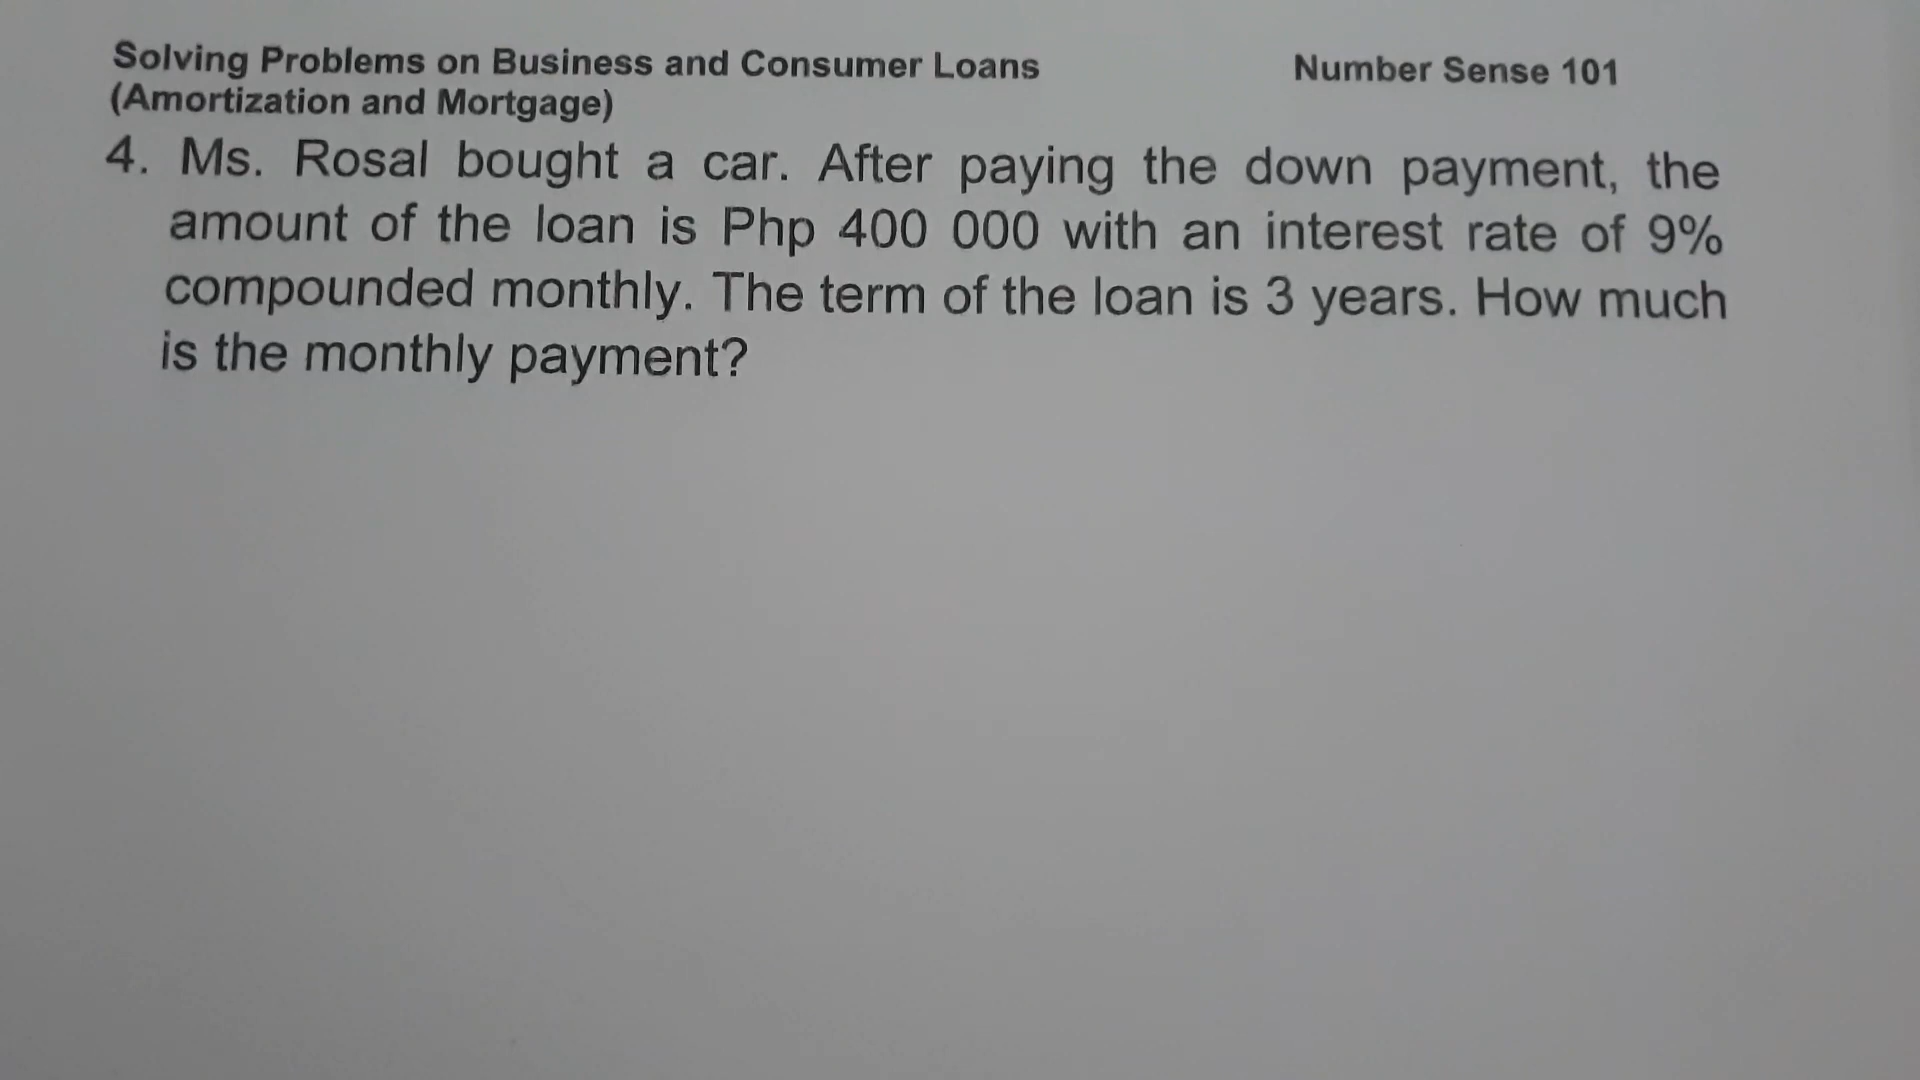 Solving Problems on Business and Consumer Loans Number Sense 101
(Amortization and Mortgage)
4. Ms. Rosal bought a car. After paying the down payment, the
amount of the loan is Php 400 000 with an interest rate of 9%
compounded monthly. The term of the loan is 3 years. How much
is the monthly payment?